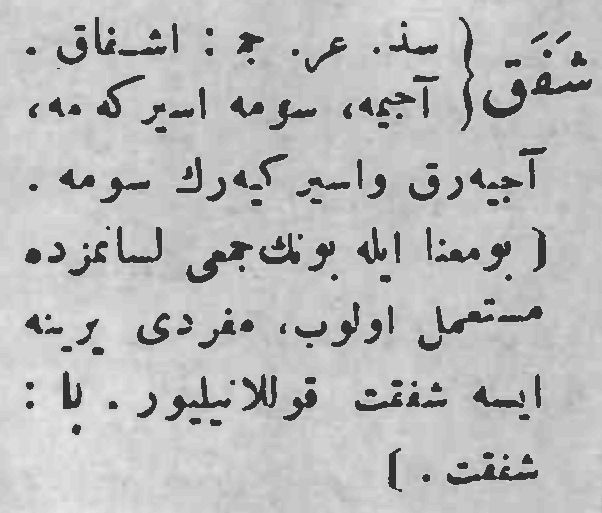 شَفَق { سذ. عر. ج : اشفاق .
آجیمه، سومه اسیرکه مه،
آجیه‌رق واسیرکیه‌رك سومه .
[ بومعنا ایله بونك جمعی لسانمزده
مستعمل اولوب، مفردی یرینه
ایسه شفقت قوللانیلیور . با :
شفقت . ]